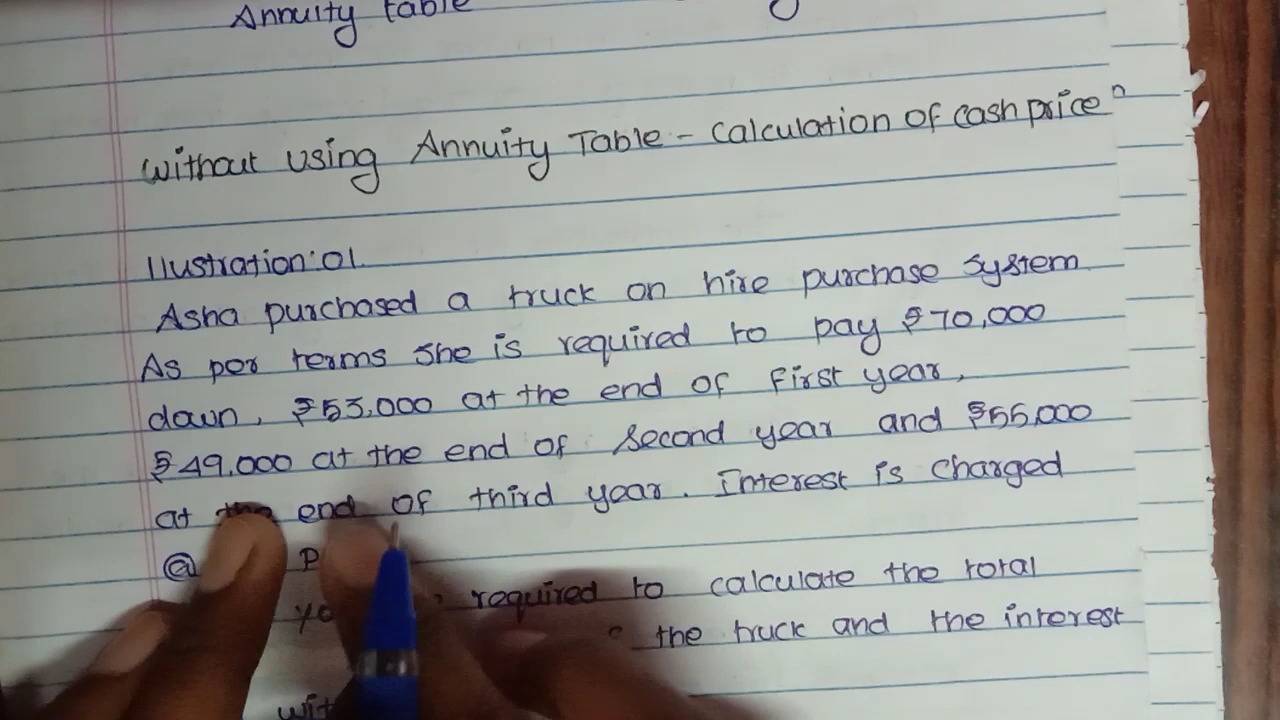 Annuity table
Without using Annuity Table - calculation of cash price
Illustration:01.
Asha purchased a truck on hire purchase system
As per terms she is required to pay ₹70,000
down, ₹53,000 at the end of first year,
₹49,000 at the end of second year and ₹55,000
at the end of third year. Interest is charged
@
required to calculate the total
the truck and the interest